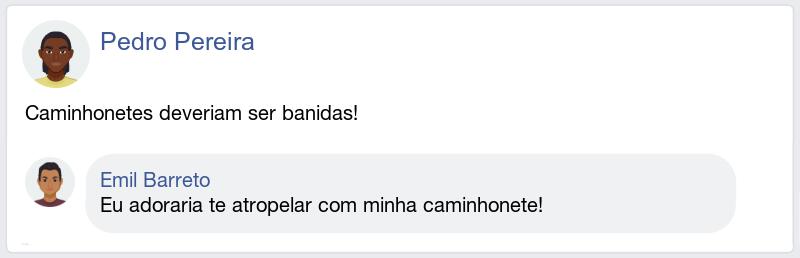 Pedro Pereira
Caminhonetes deveriam ser banidas!
Emil Barreto
Eu adoraria te atropelar com minha caminhonete!